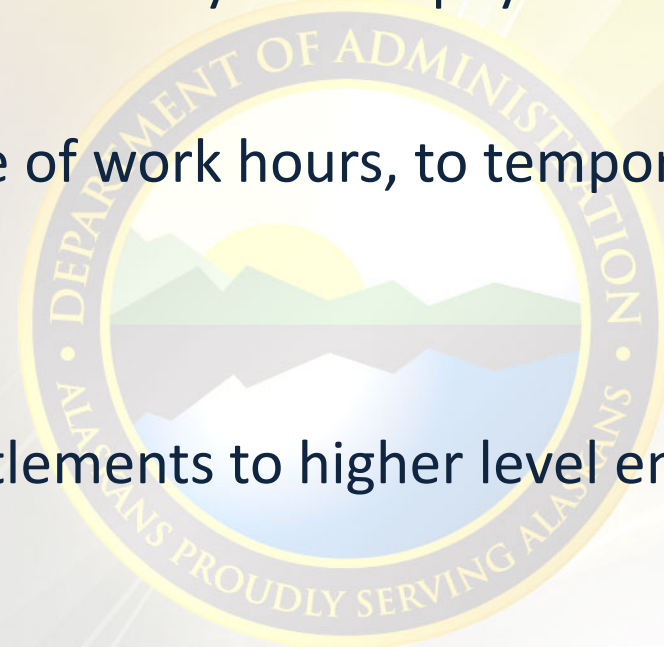 DEPARTMENT OF ADMINISTRATION
e of work hours, to tempor
tlements to higher level en
ALASKANS PROUDLY SERVING ALASKANS